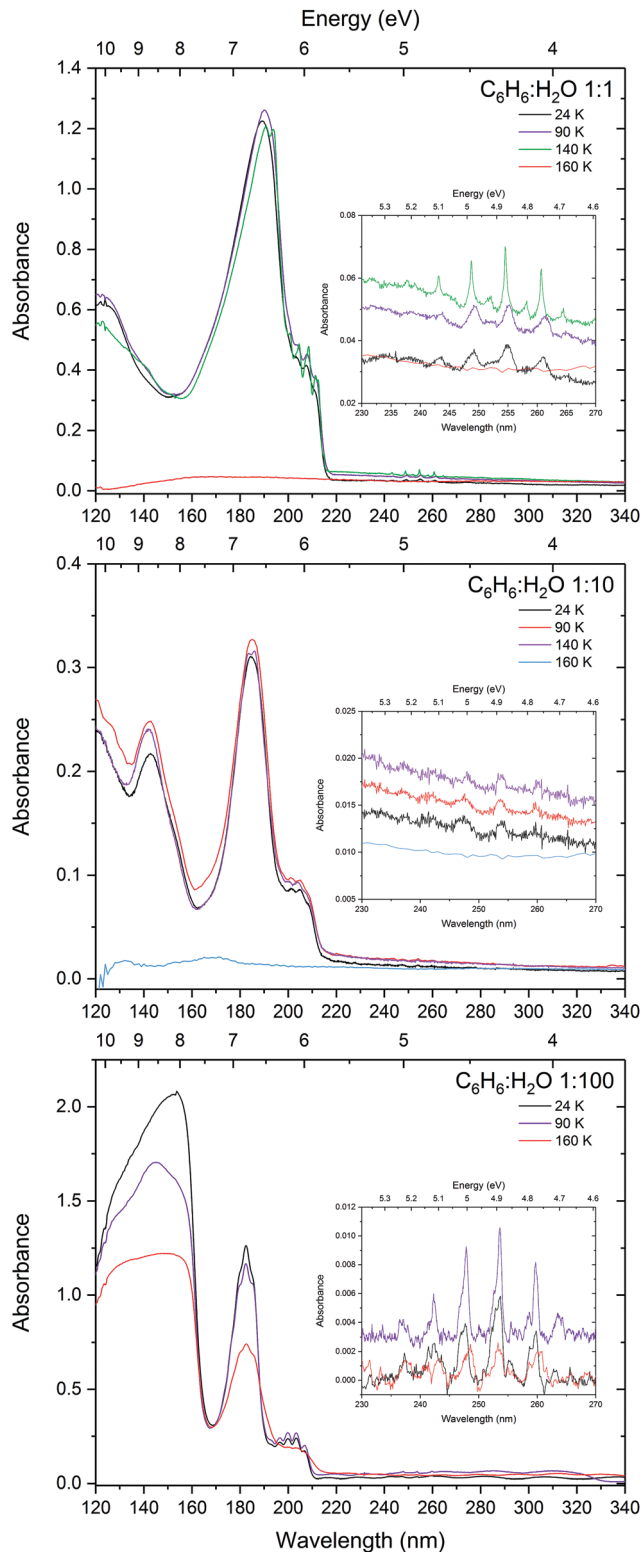 Energy (eV)
10 9 8 7 6 5 4
C₆H₆:H₂O 1:1
24 K
90 K
140 K
160 K
1.4
1.2
1.0
0.8
0.6
0.4
0.2
0.0
Absorbance
Energy (eV)
5.3 5.2 5.1 5 4.9 4.8 4.7 4.6
0.08
0.06
0.04
0.02
Absorbance
230 235 240 245 250 255 260 265 270
Wavelength (nm)
120 140 160 180 200 220 240 260 280 300 320 340
10 9 8 7 6 5 4
C₆H₆:H₂O 1:10
24 K
90 K
140 K
160 K
0.4
0.3
0.2
0.1
0.0
Absorbance
Energy (eV)
5.3 5.2 5.1 5 4.9 4.8 4.7 4.6
0.025
0.020
0.015
0.010
0.005
Absorbance
230 240 250 260 270
Wavelength (nm)
120 140 160 180 200 220 240 260 280 300 320 340
10 9 8 7 6 5 4
C₆H₆:H₂O 1:100
24 K
90 K
160 K
2.0
1.5
1.0
0.5
0.0
Absorbance
Energy (eV)
5.3 5.2 5.1 5 4.9 4.8 4.7 4.6
0.012
0.010
0.008
0.006
0.004
0.002
0.000
Absorbance
230 240 250 260 270
Wavelength (nm)
120 140 160 180 200 220 240 260 280 300 320 340
Wavelength (nm)